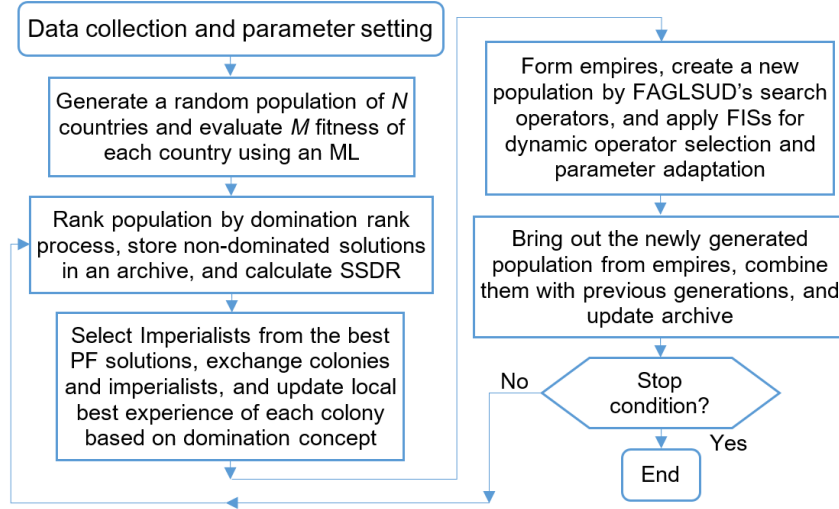 Data collection and parameter setting
Generate a random population of N
countries and evaluate M fitness of
each country using an ML
Rank population by domination rank
process, store non-dominated solutions
in an archive, and calculate SSDR
Select Imperialists from the best
PF solutions, exchange colonies
and imperialists, and update local
best experience of each colony
based on domination concept
Form empires, create a new
population by FAGLSUD's search
operators, and apply FISs for
dynamic operator selection and
parameter adaptation
Bring out the newly generated
population from empires, combine
them with previous generations, and
update archive
Stop
condition?
No
Yes
End